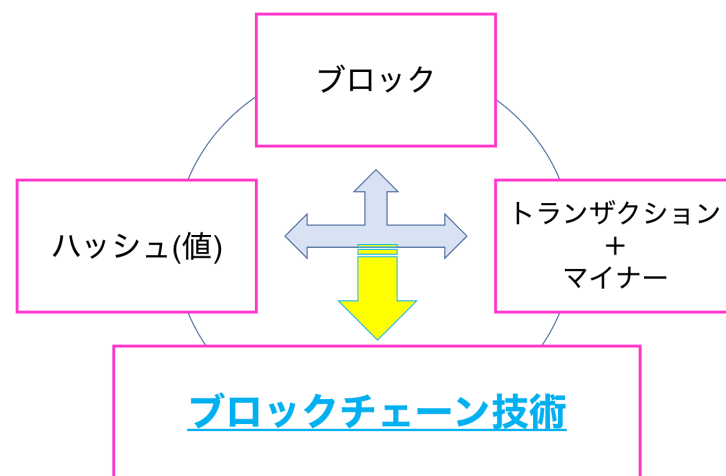 ブロック
ハッシュ(値)
トランザクション
+
マイナー
ブロックチェーン技術